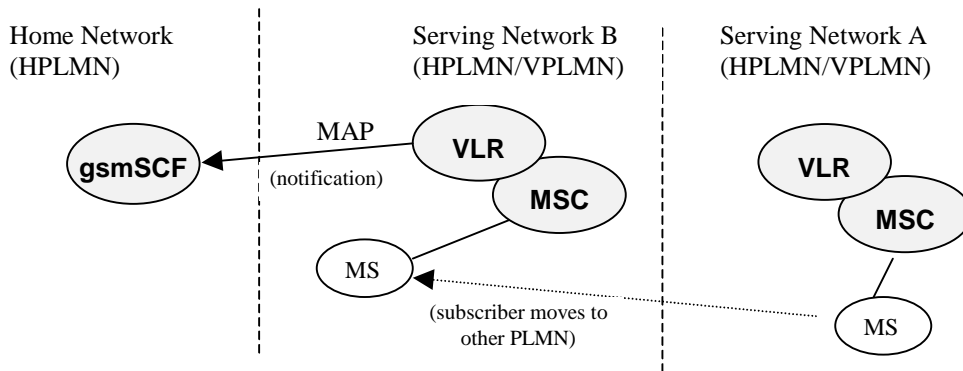 Home Network
(HPLMN)
Serving Network B
(HPLMN/VPLMN)
Serving Network A
(HPLMN/VPLMN)
gsmSCF
MAP
(notification)
VLR
MSC
MS
VLR
MSC
MS
(subscriber moves to
other PLMN)